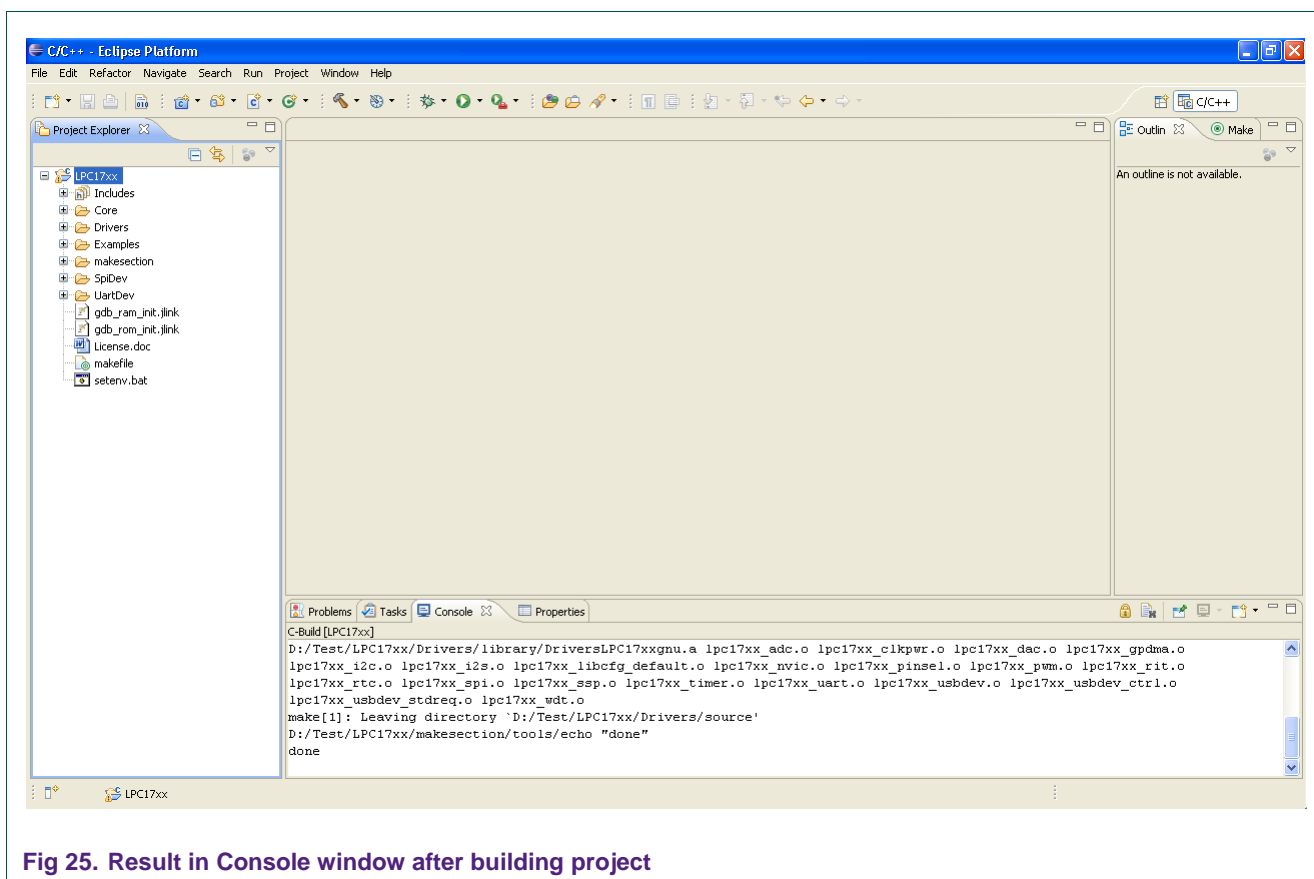 C/C++ - Eclipse Platform
File Edit Refactor Navigate Search Run Project Window Help
C/C++
Project Explorer
Outlin Make
LPC17xx
Includes
Core
Drivers
Examples
makesection
SpiDev
UartDev
gdb_ram_init.jlink
gdb_rom_init.jlink
License.doc
makefile
setenv.bat
An outline is not available.
Problems Tasks Console Properties
C-Build [LPC17xx]
D:/Test/LPC17xx/Drivers/library/DriversLPC17xxgnu.a lpc17xx_adc.o lpc17xx_clkpwr.o lpc17xx_dac.o lpc17xx_gpdma.o
lpc17xx_i2c.o lpc17xx_i2s.o lpc17xx_libcfg_default.o lpc17xx_nvic.o lpc17xx_pinsel.o lpc17xx_pwm.o lpc17xx_rit.o
lpc17xx_rtc.o lpc17xx_spi.o lpc17xx_ssp.o lpc17xx_timer.o lpc17xx_uart.o lpc17xx_usbdev.o lpc17xx_usbdev_ctrl.o
lpc17xx_usbdev_stdreq.o lpc17xx_wdt.o
make[1]: Leaving directory `D:/Test/LPC17xx/Drivers/source'
D:/Test/LPC17xx/makesection/tools/echo "done"
done
LPC17xx
Fig 25. Result in Console window after building project